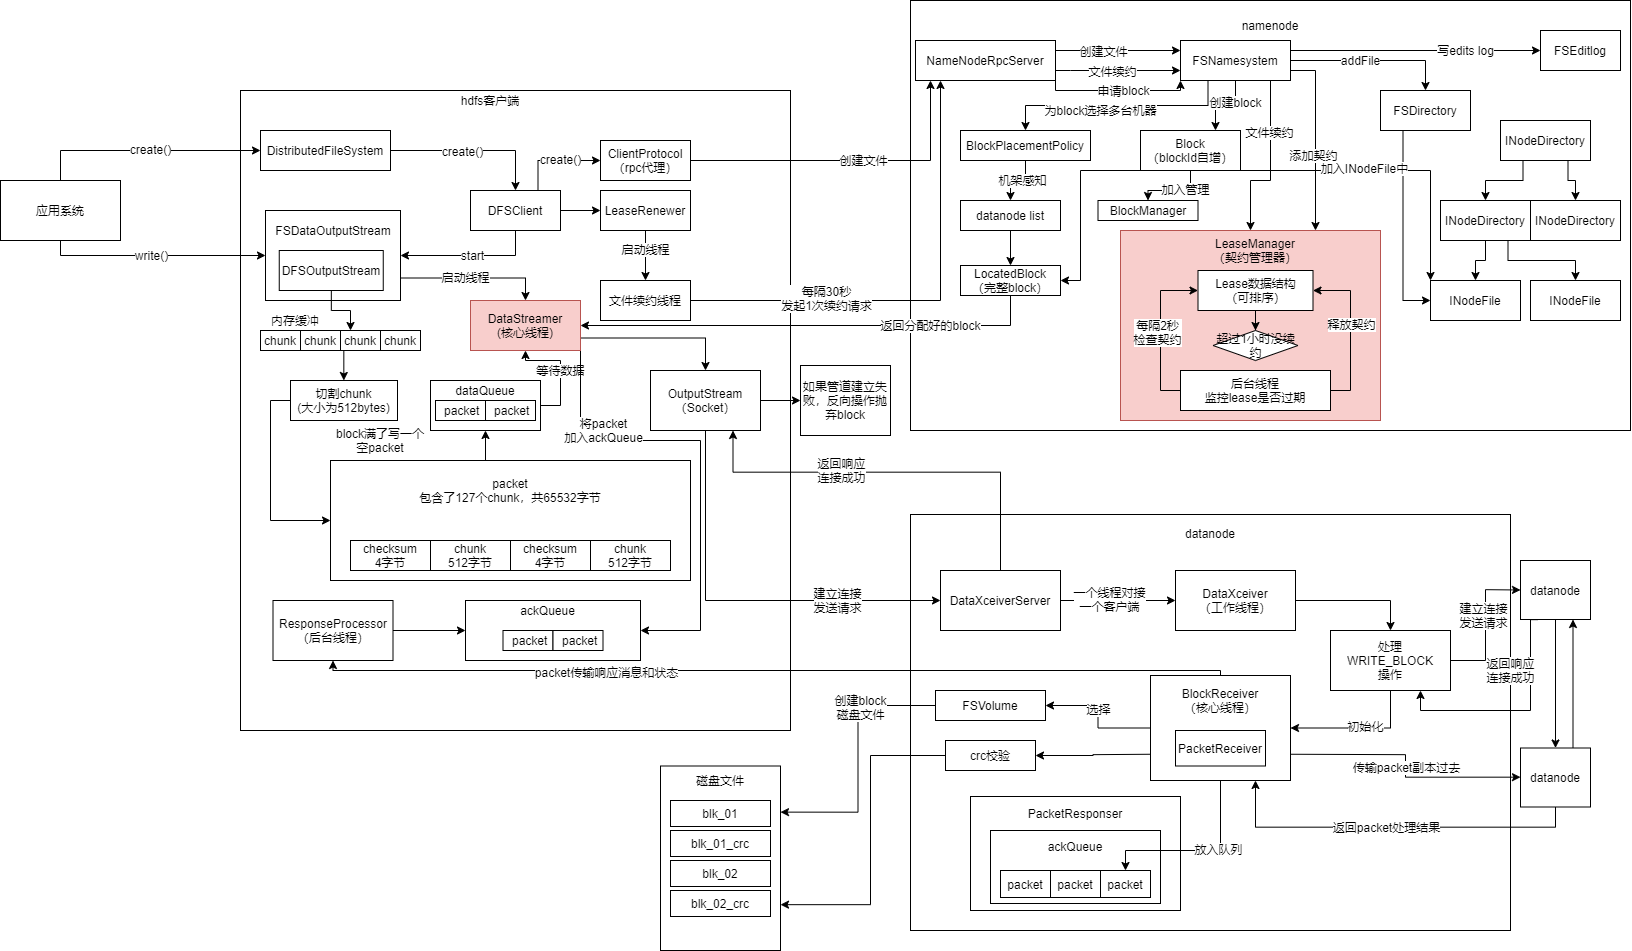 应用系统
create()
write()
hdfs客户端
DistributedFileSystem
create()
create()
ClientProtocol
（rpc代理）
创建文件
DFSClient
LeaseRenewer
启动线程
文件续约线程
每隔30秒
发起1次续约请求
start
FSDataOutputStream
DFSOutputStream
启动线程
DataStreamer
（核心线程）
内存缓冲
chunk
chunk
chunk
chunk
切割chunk
（大小为512bytes）
block满了写一个
空packet
dataQueue
packet
packet
等待数据
将packet
加入ackQueue
OutputStream
（Socket）
如果管道建立失
败，反向操作抛
弃block
packet
包含了127个chunk，共65532字节
checksum
4字节
chunk
512字节
checksum
4字节
chunk
512字节
ResponseProcessor
（后台线程）
ackQueue
packet
packet
packet传输响应消息和状态
返回响应
连接成功
建立连接
发送请求
返回分配好的block
namenode
NameNodeRpcServer
创建文件
文件续约
申请block
FSNamesystem
写edits log
FSEditlog
addFile
FSDirectory
为block选择多台机器
创建block
文件续约
添加契约
加入INodeFile中
BlockPlacementPolicy
机架感知
datanode list
LocatedBlock
（完整block）
Block
（blockId自增）
加入管理
BlockManager
INodeDirectory
INodeDirectory
INodeDirectory
INodeFile
INodeFile
LeaseManager
（契约管理器）
Lease数据结构
（可排序）
每隔2秒
检查契约
释放契约
超过1小时没续
约
后台线程
监控lease是否过期
datanode
DataXceiverServer
一个线程对接
一个客户端
DataXceiver
（工作线程）
处理
WRITE_BLOCK
操作
建立连接
发送请求
datanode
返回响应
连接成功
初始化
BlockReceiver
（核心线程）
PacketReceiver
选择
FSVolume
创建block
磁盘文件
crc校验
传输packet副本过去
datanode
返回packet处理结果
PacketResponser
ackQueue
放入队列
packet
packet
packet
磁盘文件
blk_01
blk_01_crc
blk_02
blk_02_crc